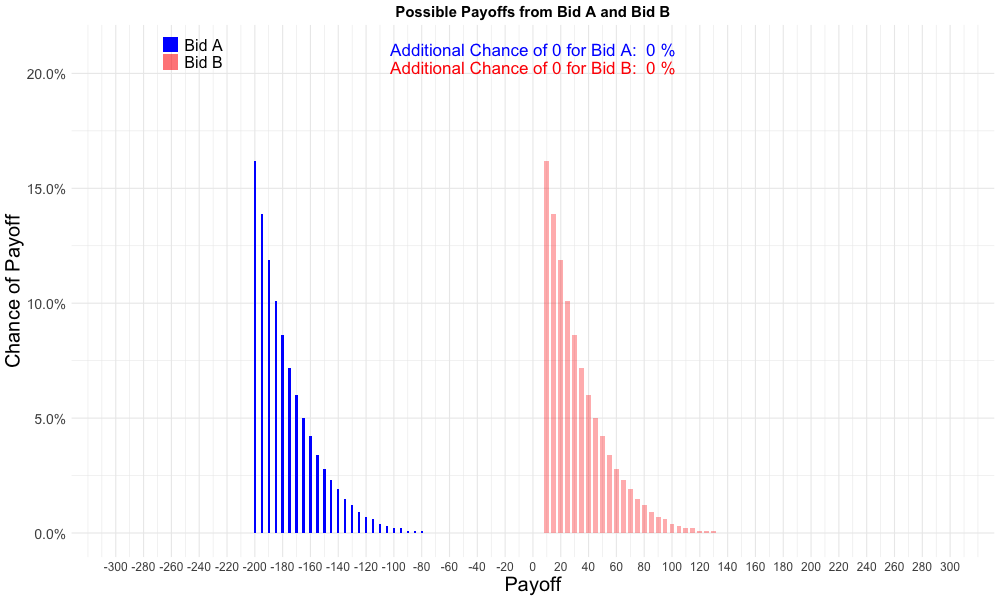 Possible Payoffs from Bid A and Bid B
Bid A
Bid B
Additional Chance of 0 for Bid A:  0 %
Additional Chance of 0 for Bid B:  0 %
Chance of Payoff
20.0%
15.0%
10.0%
5.0%
0.0%
-300 -280 -260 -240 -220 -200 -180 -160 -140 -120 -100 -80 -60 -40 -20 0 20 40 60 80 100 120 140 160 180 200 220 240 260 280 300
Payoff